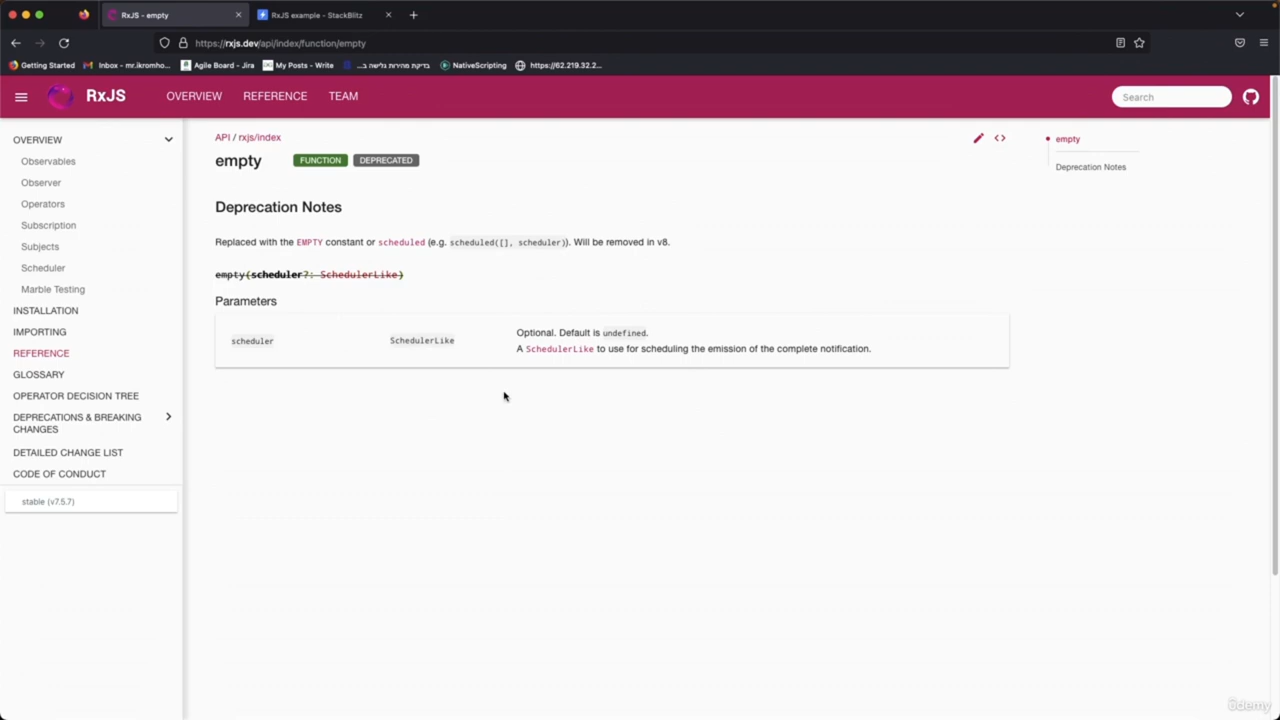 RxJS - empty
RxJS example - StackBlitz
https://rxjs.dev/api/index/function/empty
Getting Started
Inbox - mr.ikromho...
Agile Board - Jira
My Posts - Write
בדיקת מהירות גלישה ב...
NativeScripting
https://62.219.32.2...
RxJS
OVERVIEW
REFERENCE
TEAM
Search
OVERVIEW
Observables
Observer
Operators
Subscription
Subjects
Scheduler
Marble Testing
INSTALLATION
IMPORTING
REFERENCE
GLOSSARY
OPERATOR DECISION TREE
DEPRECATIONS & BREAKING
CHANGES
DETAILED CHANGE LIST
CODE OF CONDUCT
stable (v7.5.7)
API / rxjs/index
empty FUNCTION DEPRECATED
Deprecation Notes
Replaced with the EMPTY constant or scheduled (e.g. scheduled([], scheduler)). Will be removed in v8.
empty(scheduler?: SchedulerLike)
Parameters
scheduler
SchedulerLike
Optional. Default is undefined.
A SchedulerLike to use for scheduling the emission of the complete notification.
empty
Deprecation Notes
ûdemy